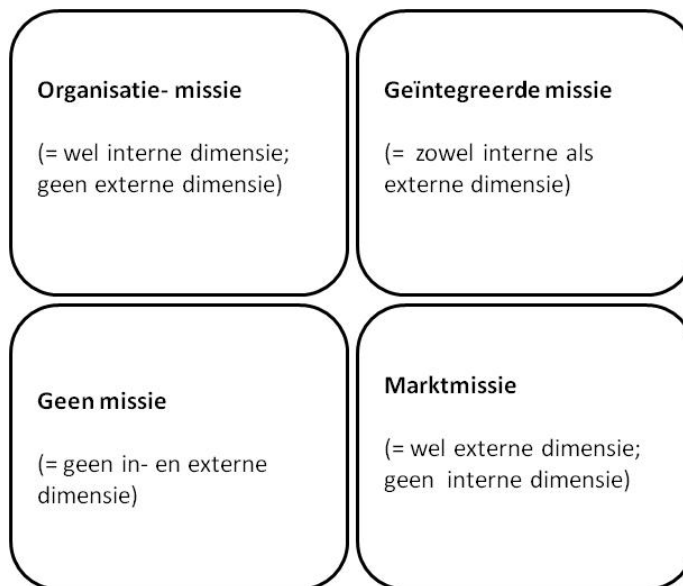 Organisatie- missie
(= wel interne dimensie;
geen externe dimensie)
Geïntegreerde missie
(= zowel interne als
externe dimensie)
Geen missie
(= geen in- en externe
dimensie)
Marktmissie
(= wel externe dimensie;
geen interne dimensie)